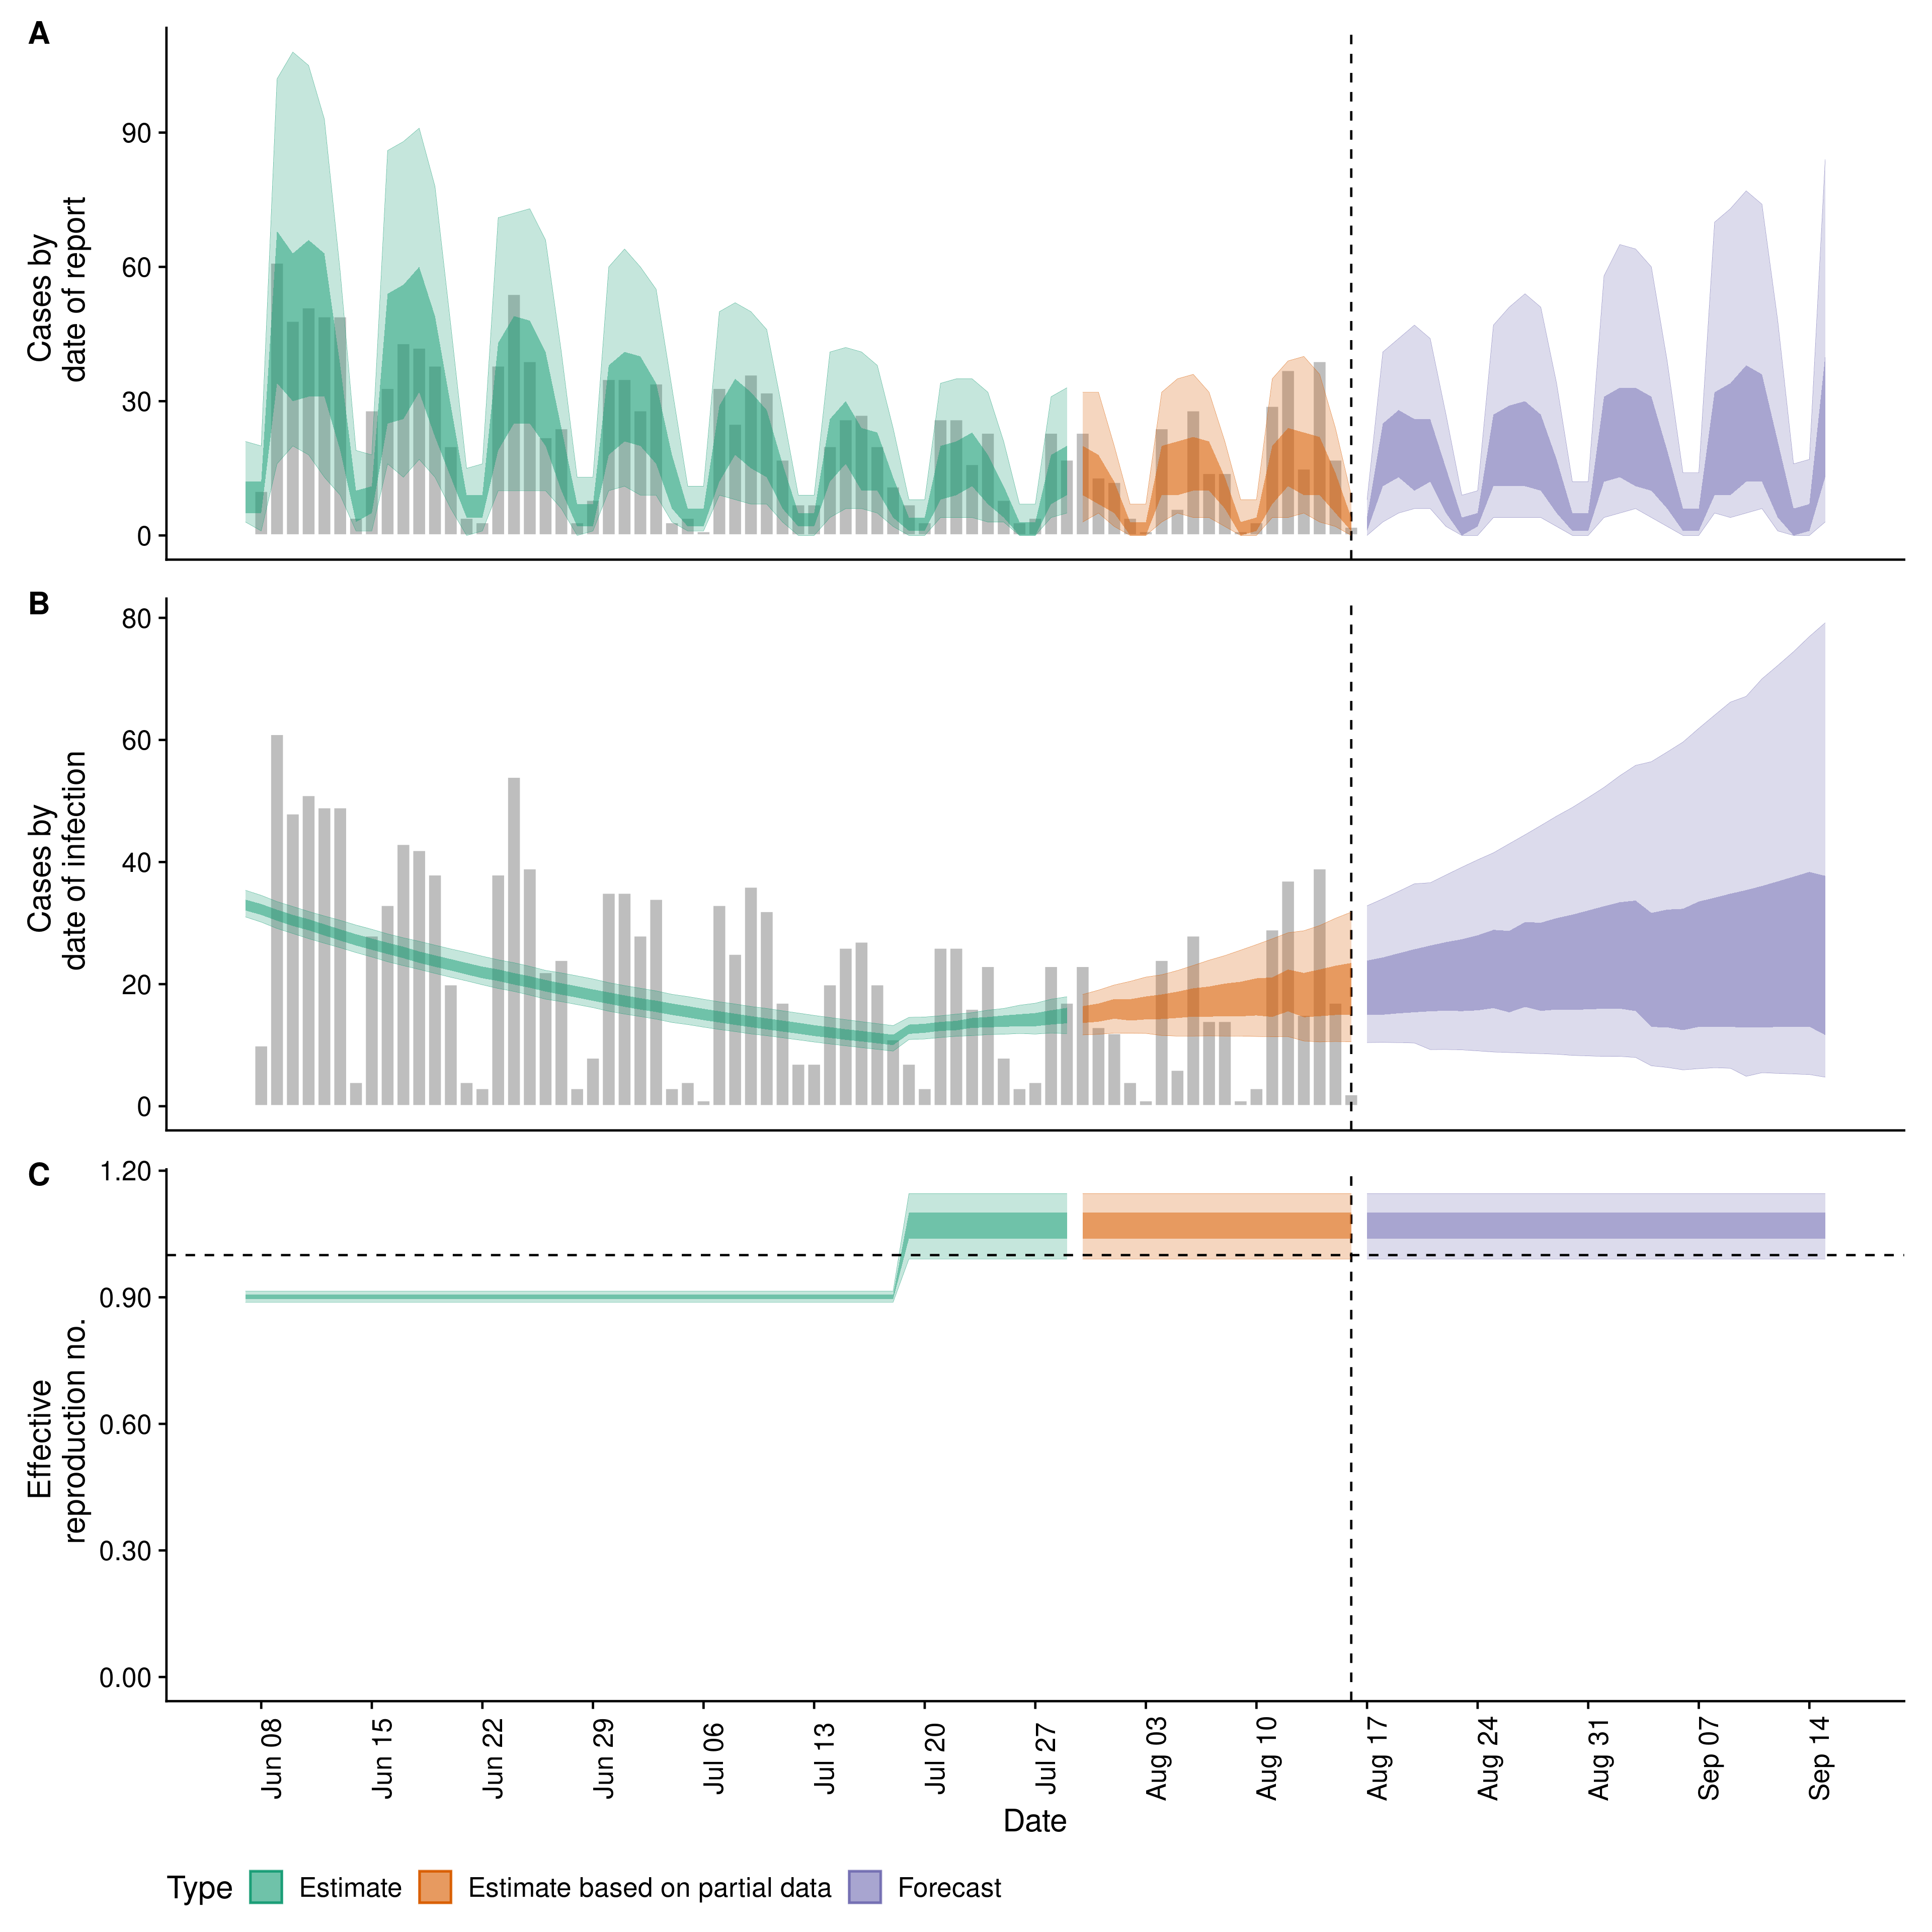 A
Cases by
date of report
90
60
30
0
B
Cases by
date of infection
80
60
40
20
0
C
Effective
reproduction no.
1.20
0.90
0.60
0.30
0.00
Jun 08
Jun 15
Jun 22
Jun 29
Jul 06
Jul 13
Jul 20
Jul 27
Aug 03
Aug 10
Aug 17
Aug 24
Aug 31
Sep 07
Sep 14
Date
Type Estimate Estimate based on partial data Forecast